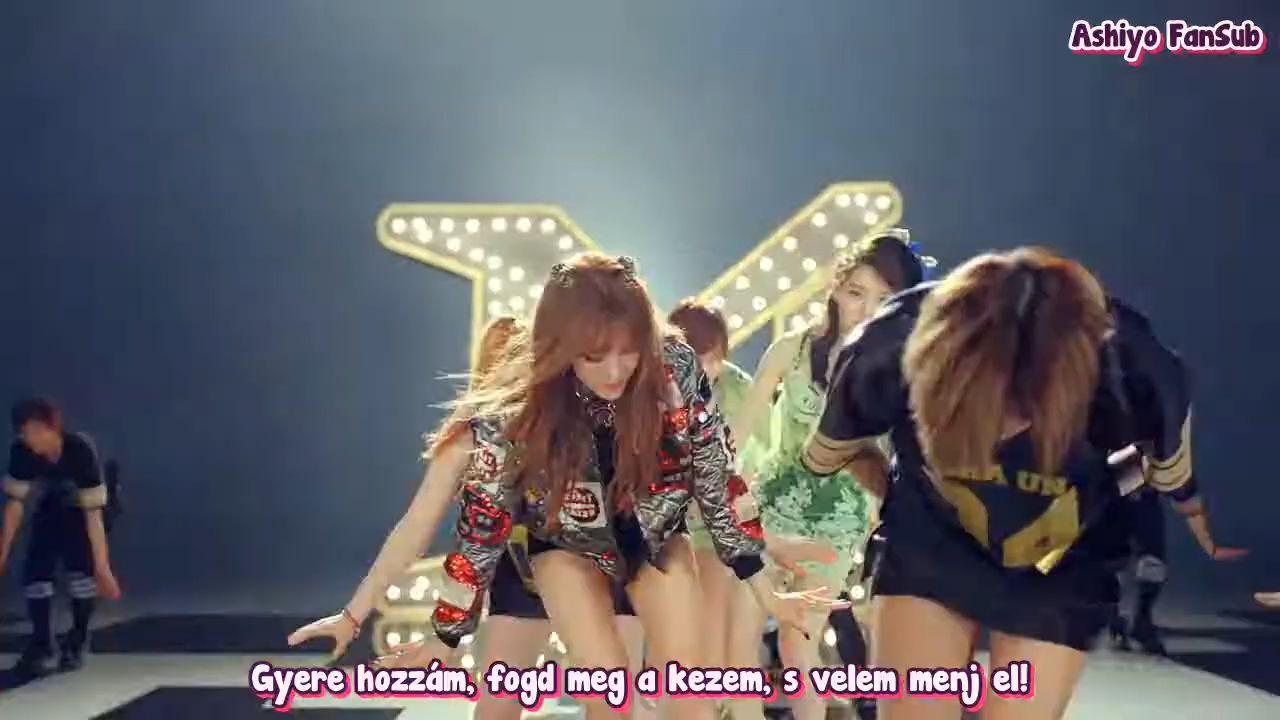 Ashiyo FanSub
Gyere hozzám, fogd meg a kezem, s velem menj el!